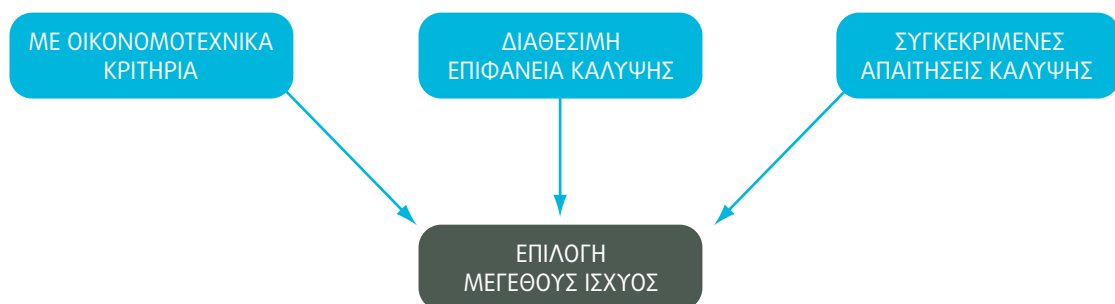 ΜΕ ΟΙΚΟΝΟΜΟΤΕΧΝΙΚΑ
ΚΡΙΤΗΡΙΑ
ΔΙΑΘΕΣΙΜΗ
ΕΠΙΦΑΝΕΙΑ ΚΑΛΥΨΗΣ
ΣΥΓΚΕΚΡΙΜΕΝΕΣ
ΑΠΑΙΤΗΣΕΙΣ ΚΑΛΥΨΗΣ
ΕΠΙΛΟΓΗ
ΜΕΓΕΘΟΥΣ ΙΣΧΥΟΣ